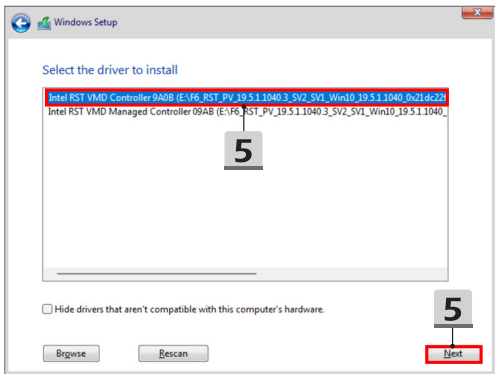 Windows Setup
Select the driver to install
Intel RST VMD Controller 9A0B (E:\F6_RST_PV_19.5.1.1040.3_SV2_SV1_Win10_19.5.1.1040_0x21dc22f
Intel RST VMD Managed Controller 09AB (E:\F6_RST_PV_19.5.1.1040.3_SV2_SV1_Win10_19.5.1.1040_
5
Hide drivers that aren't compatible with this computer's hardware.
5
Browse
Rescan
Next